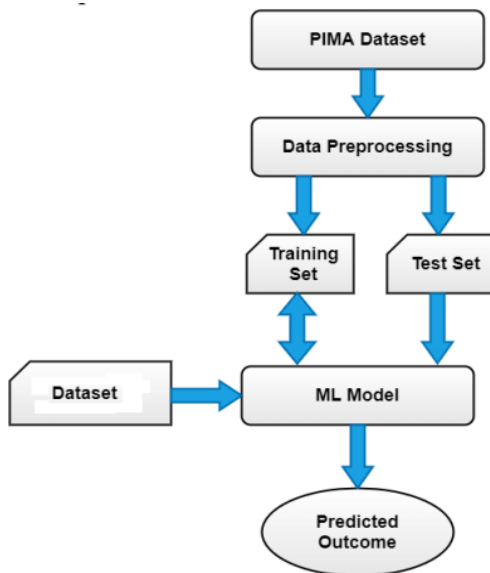 PIMA Dataset
Data Preprocessing
Training
Set
Test Set
Dataset
ML Model
Predicted
Outcome